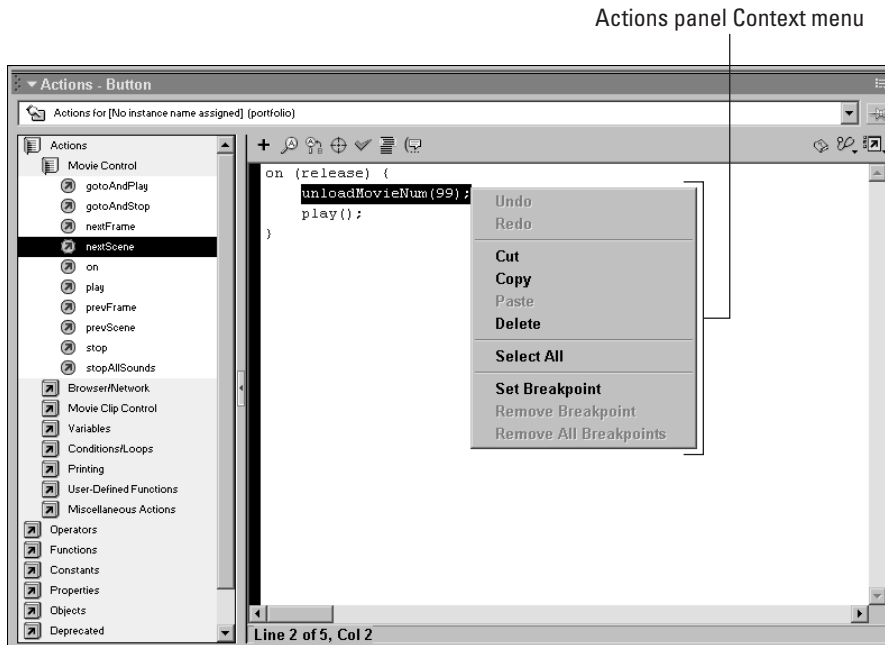 Actions panel Context menu
Actions - Button
Actions for [No instance name assigned] (portfolio)
Actions
Movie Control
gotoAndPlay
gotoAndStop
nextFrame
nextScene
on
play
prevFrame
prevScene
stop
stopAllSounds
Browser/Network
Movie Clip Control
Variables
Conditions/Loops
Printing
User-Defined Functions
Miscellaneous Actions
Operators
Functions
Constants
Properties
Objects
Deprecated
on (release) {
unloadMovieNum(99);
play();
}
Undo
Redo
Cut
Copy
Paste
Delete
Select All
Set Breakpoint
Remove Breakpoint
Remove All Breakpoints
Line 2 of 5, Col 2